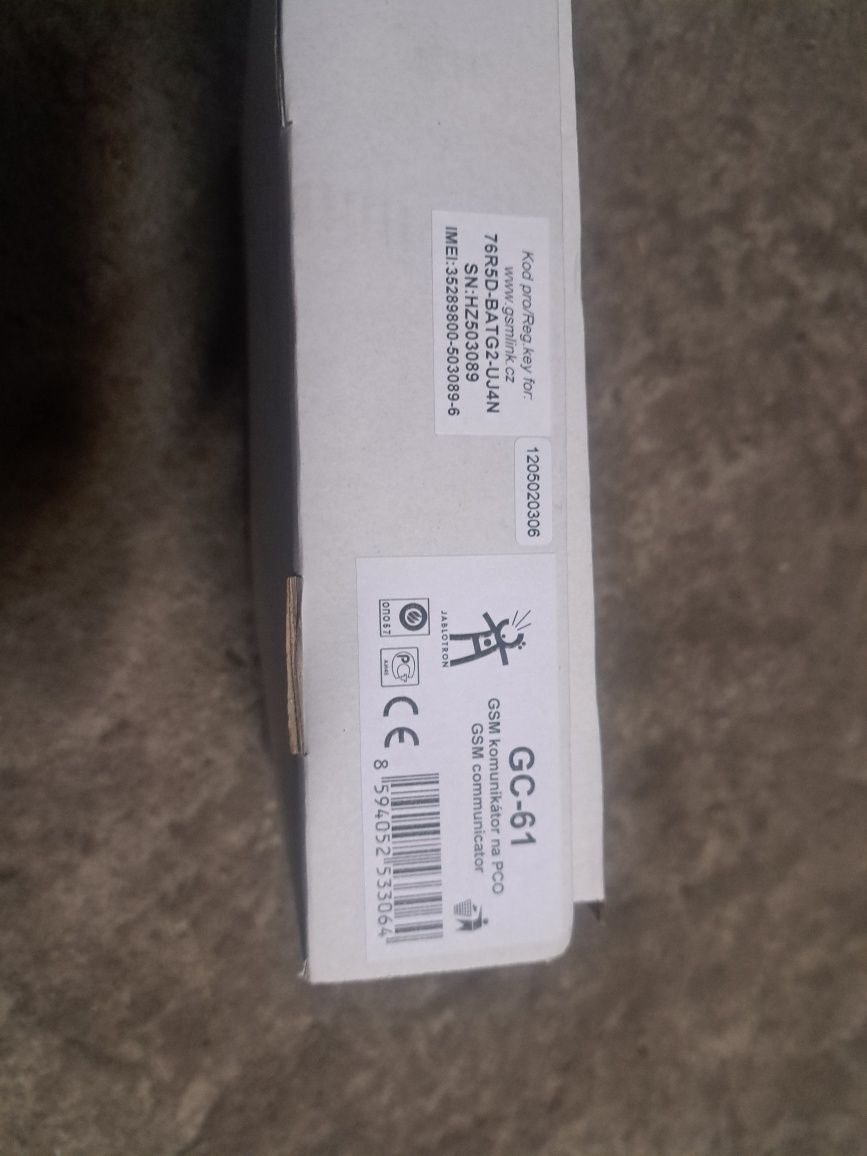 Kod pro/Reg.key for:
www.gsmlink.cz
76R5D-BATG2-UJ4N
SN:HZ503089
IMEI:35289800-503089-6
1205020306
JABLOTRON
GC-61
GSM komunikátor na PCO
GSM communicator
ОП067
CE
8 594052 533064